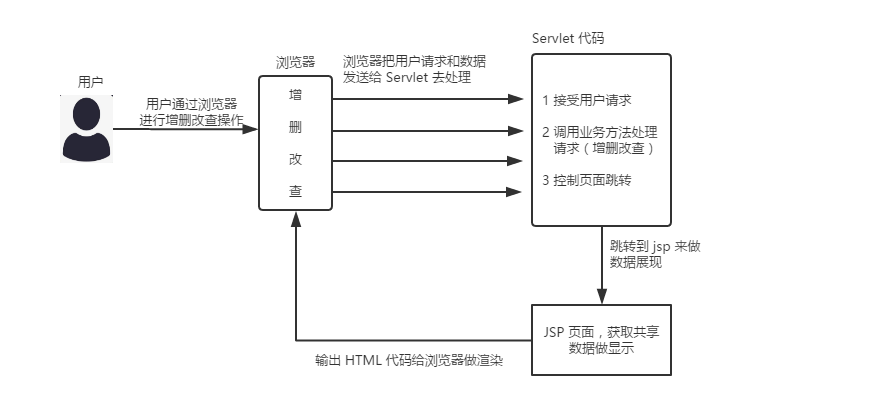 用户
用户通过浏览器
进行增删改查操作
浏览器
增
删
改
查
浏览器把用户请求和数据
发送给 Servlet 去处理
Servlet 代码
1 接受用户请求
2 调用业务方法处理
请求（增删改查）
3 控制页面跳转
跳转到 jsp 来做
数据展现
JSP 页面，获取共享
数据做显示
输出 HTML 代码给浏览器做渲染